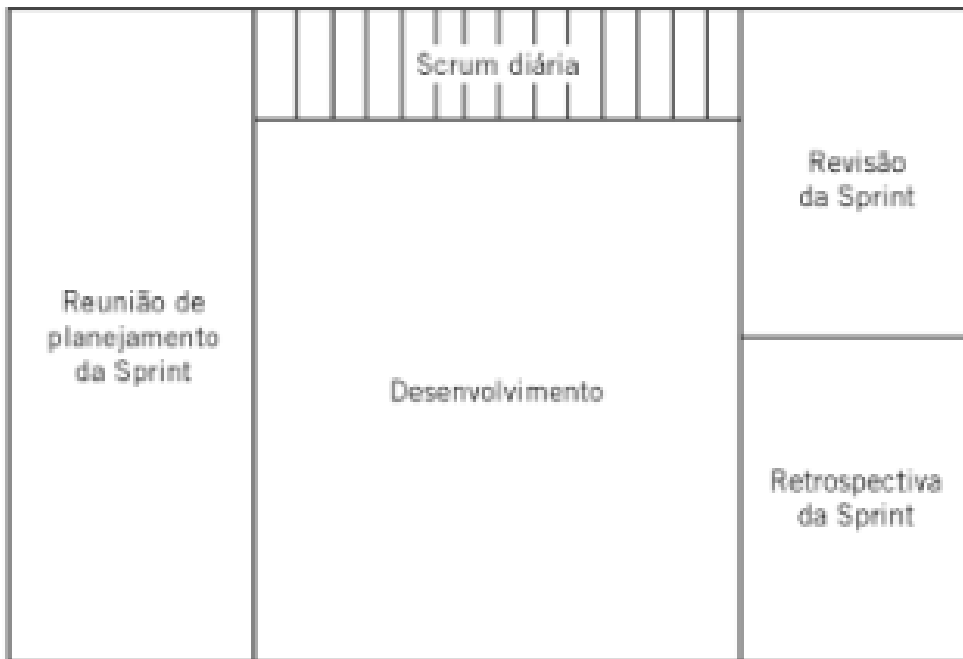 Scrum diária
Reunião de
planejamento
da Sprint
Desenvolvimento
Revisão
da Sprint
Retrospectiva
da Sprint